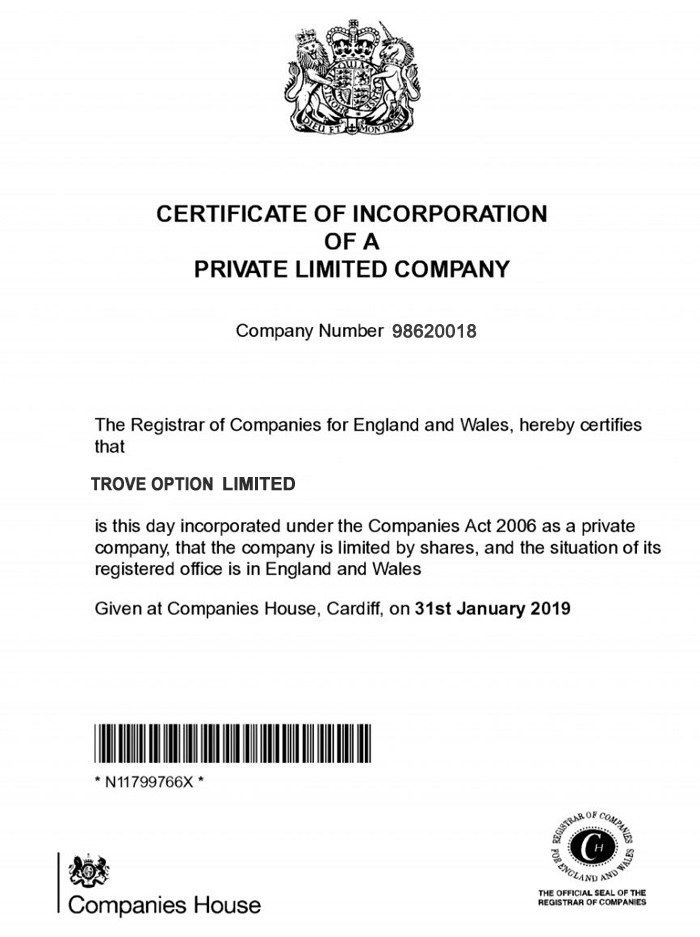 QUI
HONI
PENSE
DIEU ET MON DROIT
CERTIFICATE OF INCORPORATION
OF A
PRIVATE LIMITED COMPANY
Company Number 98620018
The Registrar of Companies for England and Wales, hereby certifies
that
TROVE OPTION LIMITED
is this day incorporated under the Companies Act 2006 as a private
company, that the company is limited by shares, and the situation of its
registered office is in England and Wales
Given at Companies House, Cardiff, on 31st January 2019
* N11799766X *
Companies House
REGISTRAR OF COMPANIES
FOR ENGLAND AND WALES
CH
THE OFFICIAL SEAL OF THE
REGISTRAR OF COMPANIES